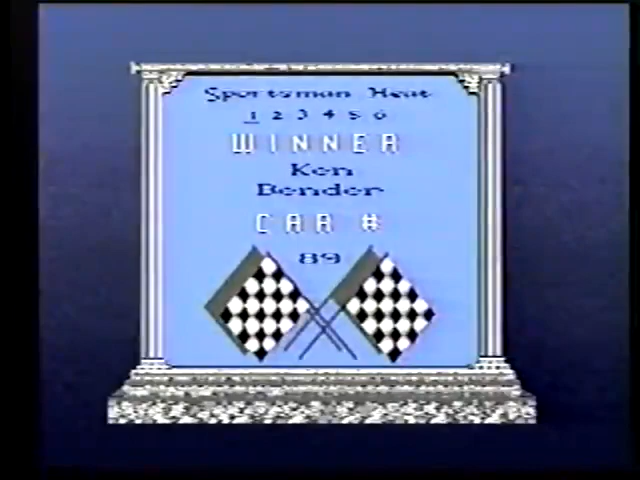 Sportsman Heat
1 2 3 4 5 6
WINNER
Ken
Bender
CAR #
89